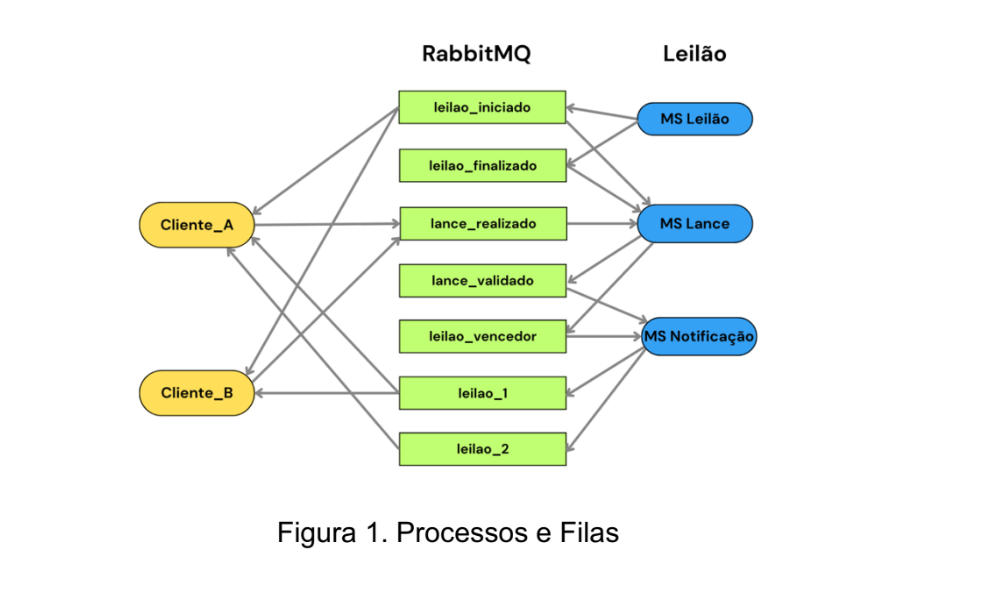 RabbitMQ
Leilão
leilao_iniciado
MS Leilão
leilao_finalizado
Cliente_A
lance_realizado
MS Lance
lance_validado
leilao_vencedor
MS Notificação
Cliente_B
leilao_1
leilao_2
Figura 1. Processos e Filas